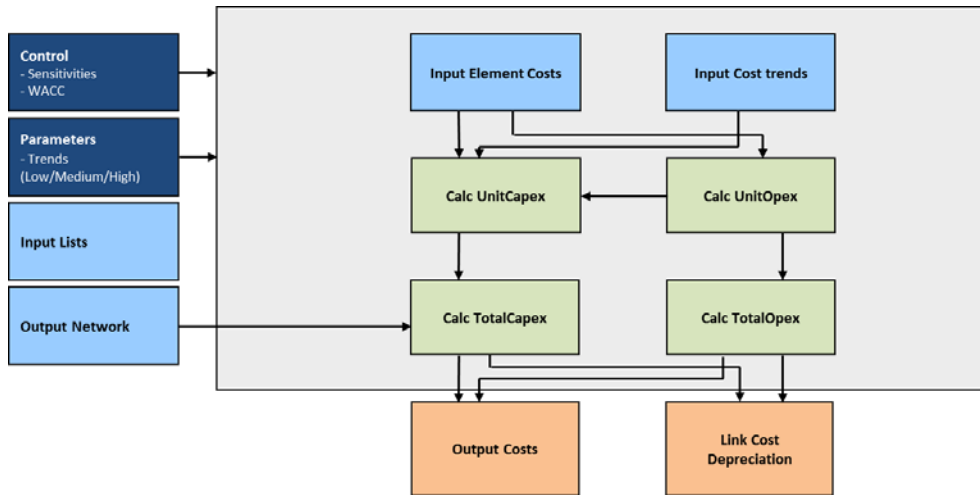 Control
- Sensitivities
- WACC
Parameters
- Trends
(Low/Medium/High)
Input Lists
Output Network
Input Element Costs
Input Cost trends
Calc UnitCapex
Calc UnitOpex
Calc TotalCapex
Calc TotalOpex
Output Costs
Link Cost
Depreciation